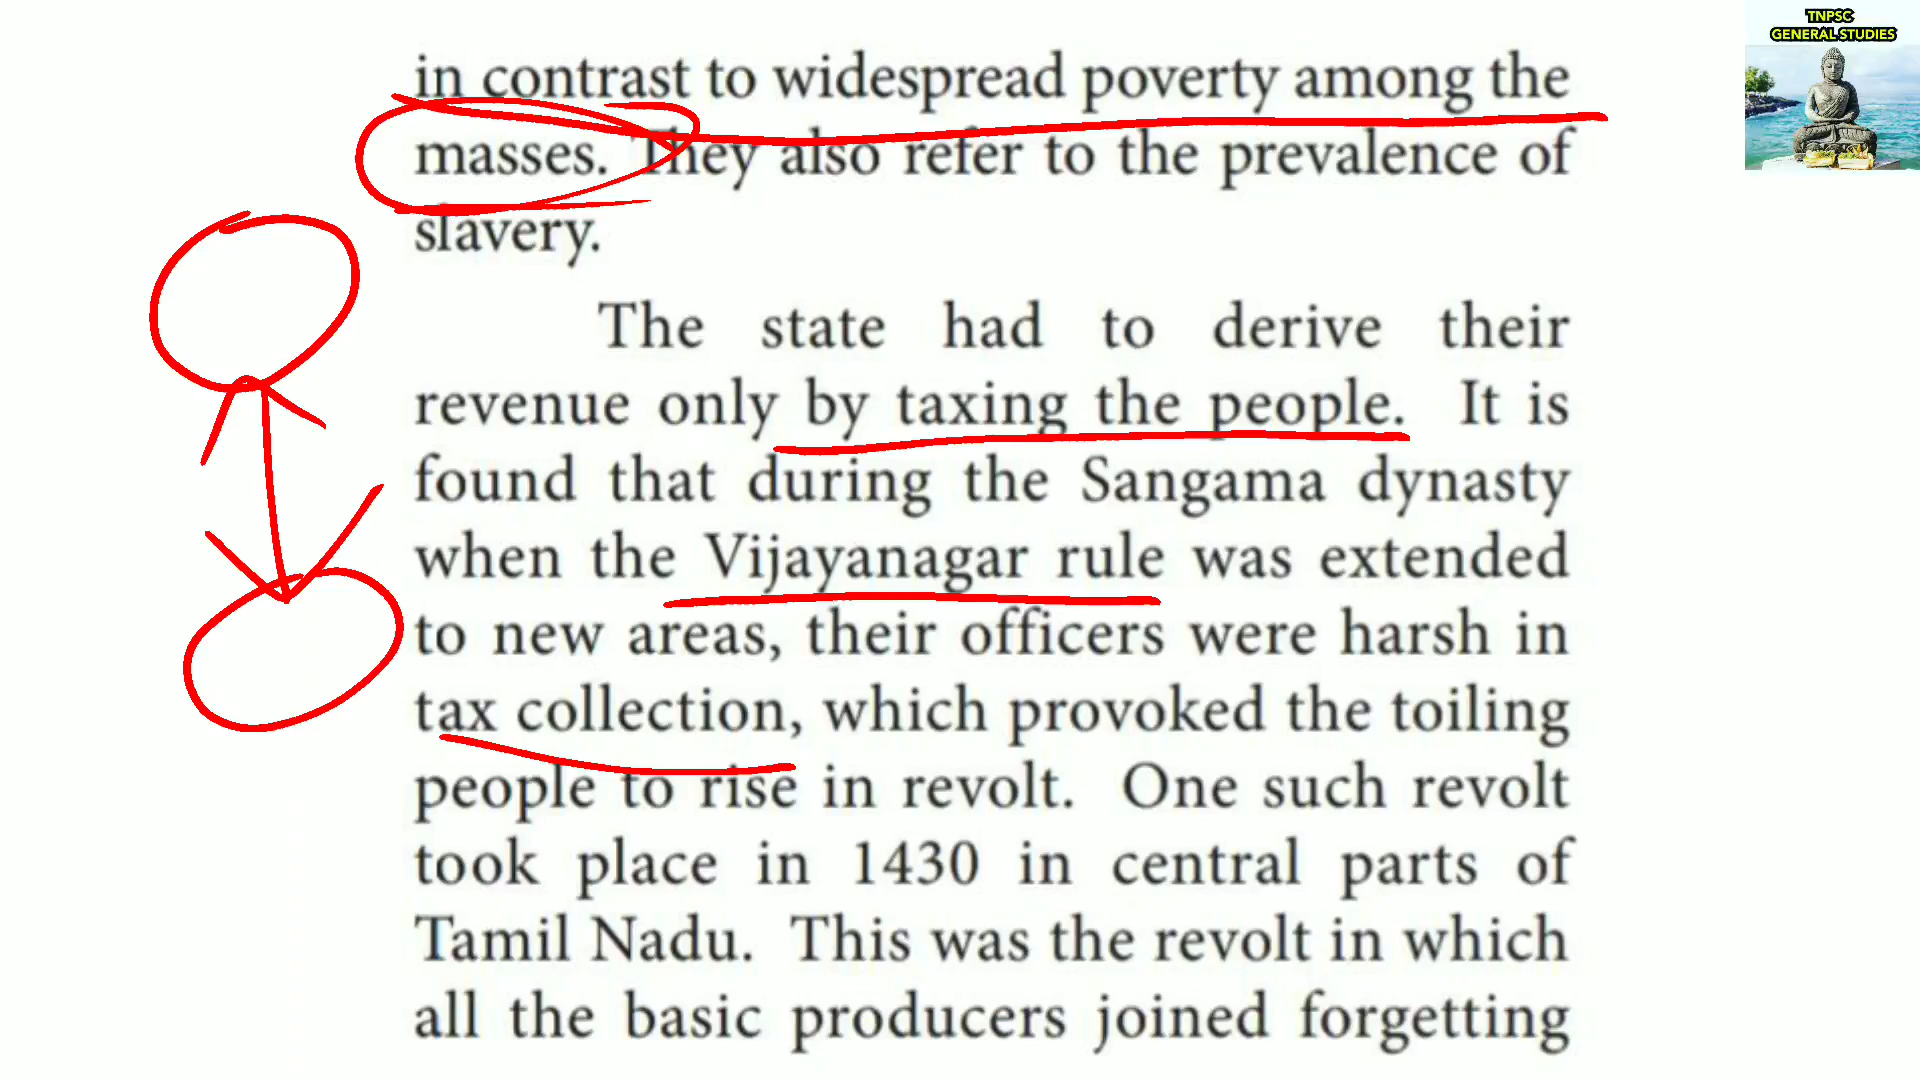 TNPSC
GENERAL STUDIES
in contrast to widespread poverty among the
masses. They also refer to the prevalence of
slavery.
The state had to derive their
revenue only by taxing the people. It is
found that during the Sangama dynasty
when the Vijayanagar rule was extended
to new areas, their officers were harsh in
tax collection, which provoked the toiling
people to rise in revolt. One such revolt
took place in 1430 in central parts of
Tamil Nadu. This was the revolt in which
all the basic producers joined forgetting